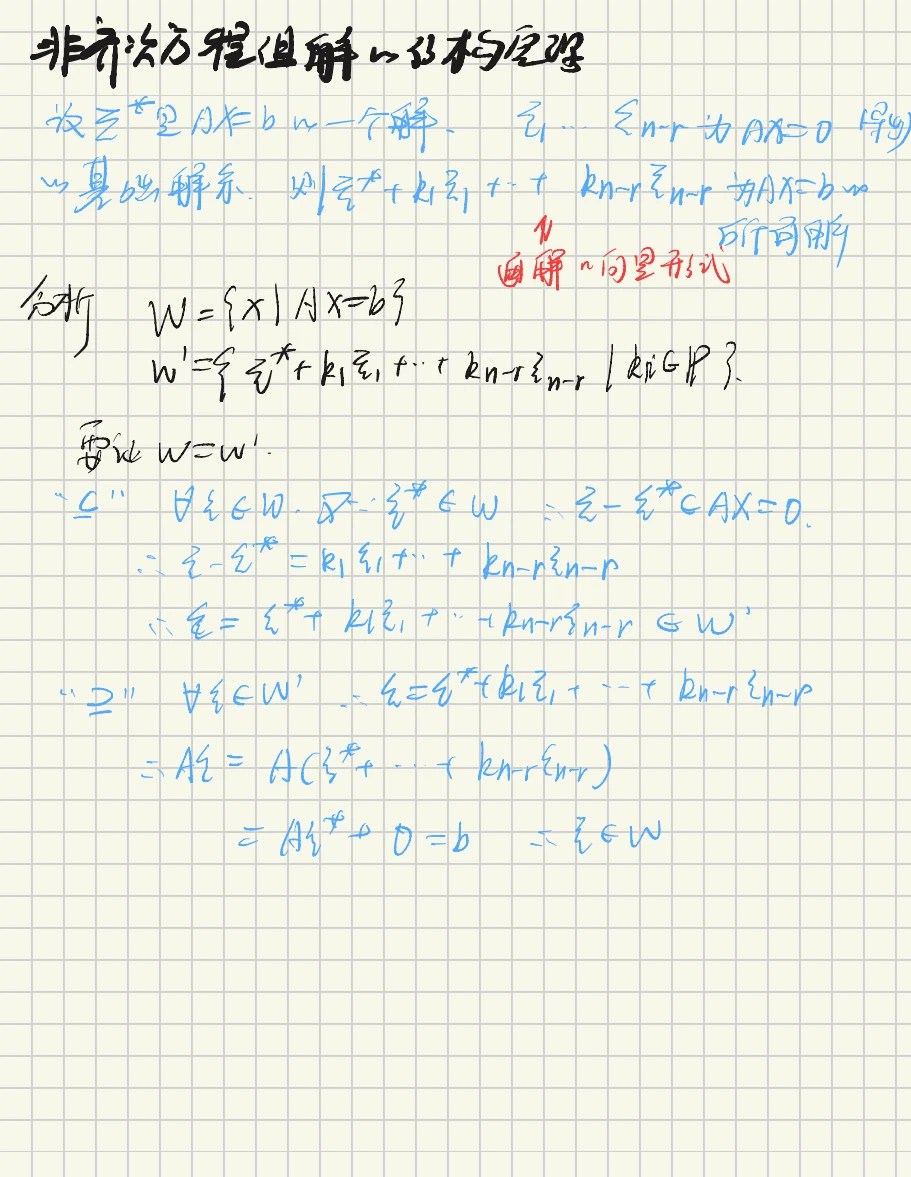 非齐次方程组解的结构定理
设ξ*是AX=b的一个解. ξ₁…ξₙ₋ᵣ为AX=0
的基础解系. 则ξ*+k₁ξ₁+…+kₙ₋ᵣξₙ₋ᵣ为AX=b的
所有解
通解的向量形式
分析 W={X|AX=b}
W'={ξ*+k₁ξ₁+…+kₙ₋ᵣξₙ₋ᵣ|kᵢ∈P}.
要证W=W'.
“⊆” ∀ξ∈W. 又∵ξ*∈W ∴ξ-ξ*∈AX=0.
∴ξ-ξ*=k₁ξ₁+…+kₙ₋ᵣξₙ₋ᵣ
∴ξ=ξ*+k₁ξ₁+…+kₙ₋ᵣξₙ₋ᵣ∈W'
“⊇” ∀ξ∈W' ∴ξ=ξ*+k₁ξ₁+…+kₙ₋ᵣξₙ₋ᵣ
∴Aξ=A(ξ*+…+kₙ₋ᵣξₙ₋ᵣ)
=Aξ*+0=b ∴ξ∈W